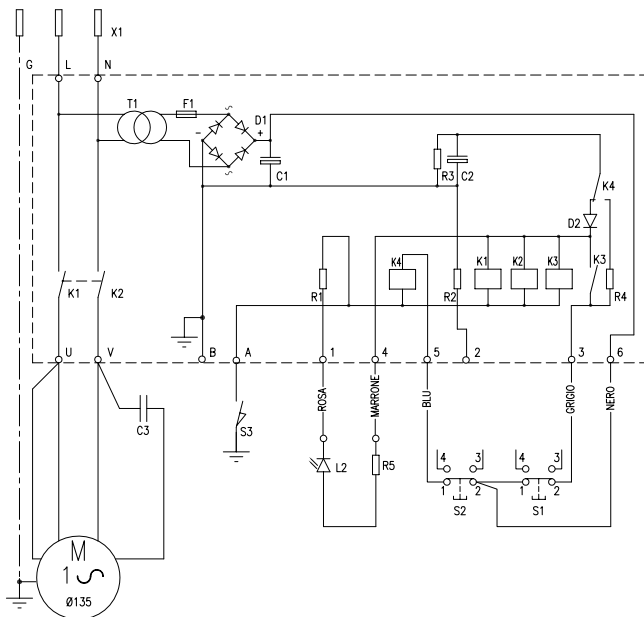 X1
G L N
T1 F1 D1
- +
C1 R3 C2 K4
D2
K4 K1 K2 K3 K3
R1 R2 R4
K1 K2
U V B A 1 4 5 2 3 6
ROSA MARRONE BLU GRIGIO NERO
C3 S3
4 3 4 3
L2 R5
1 2 1 2
S2 S1
M
1
Ø135